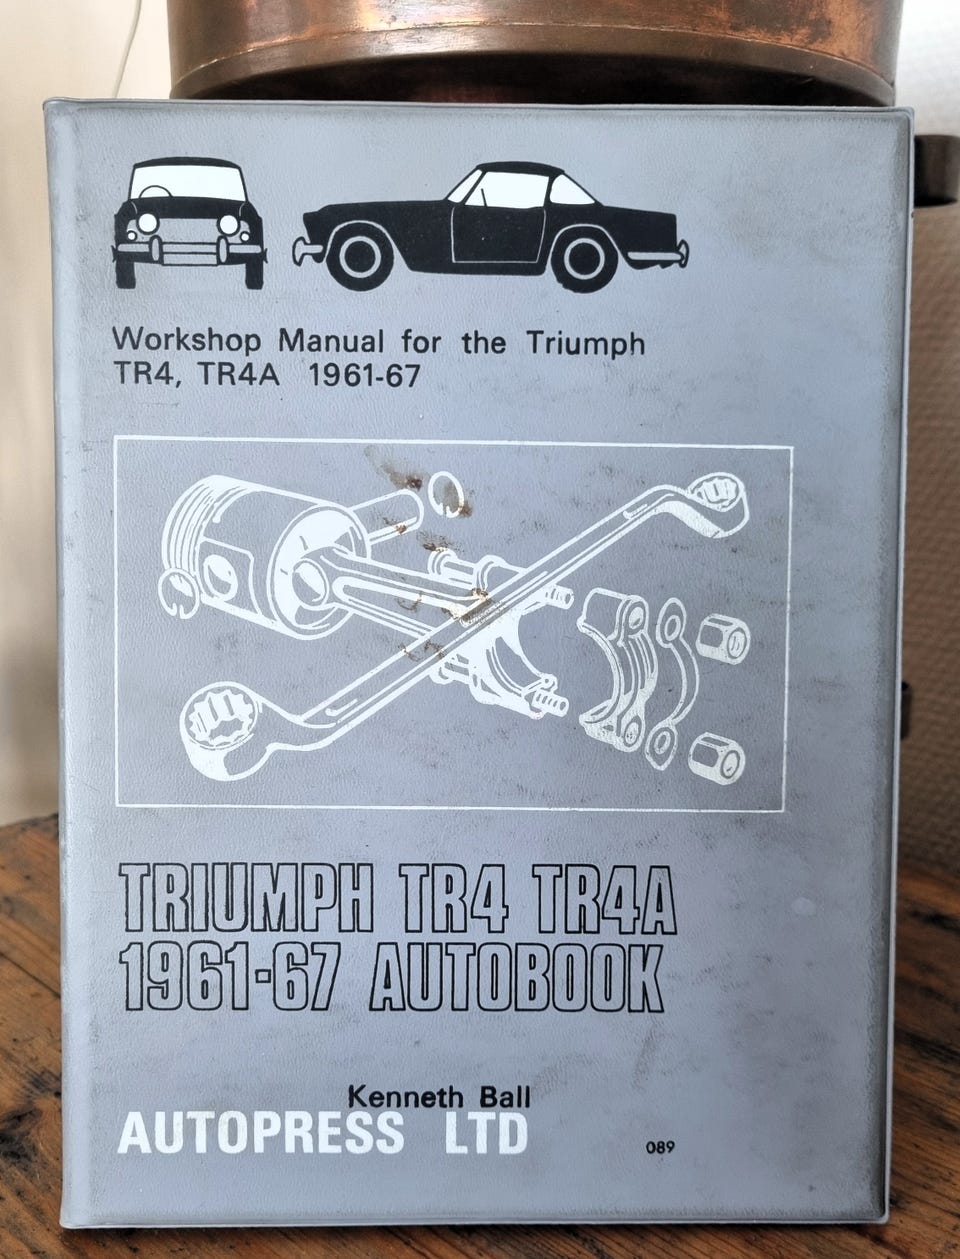 Workshop Manual for the Triumph
TR4, TR4A 1961-67
TRIUMPH TR4 TR4A
1961-67 AUTOBOOK
Kenneth Ball
AUTOPRESS LTD
089